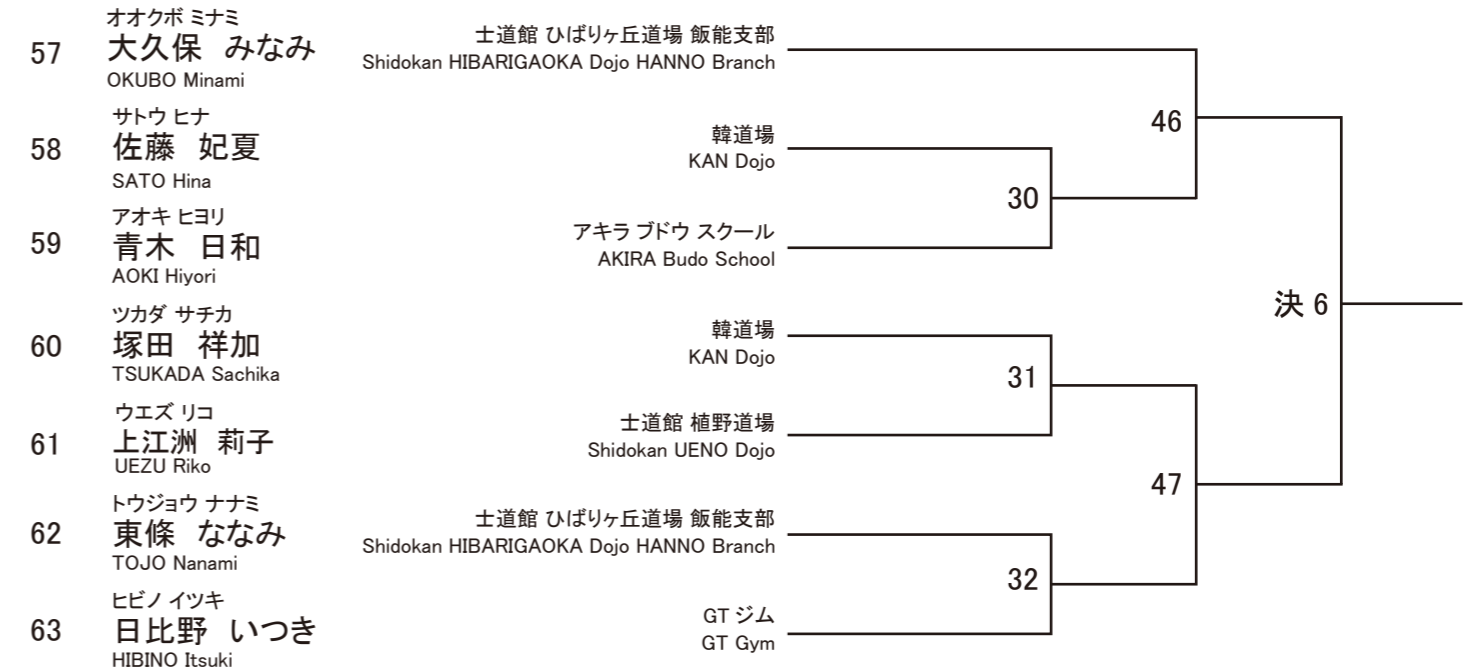 オオクボ ミナミ
57 大久保 みなみ
OKUBO Minami
士道館 ひばりヶ丘道場 飯能支部
Shidokan HIBARIGAOKA Dojo HANNO Branch
サトウ ヒナ
58 佐藤 妃夏
SATO Hina
韓道場
KAN Dojo
アオキ ヒヨリ
59 青木 日和
AOKI Hiyori
アキラ ブドウ スクール
AKIRA Budo School
ツカダ サチカ
60 塚田 祥加
TSUKADA Sachika
韓道場
KAN Dojo
ウエズ リコ
61 上江洲 莉子
UEZU Riko
士道館 植野道場
Shidokan UENO Dojo
トウジョウ ナナミ
62 東條 ななみ
TOJO Nanami
士道館 ひばりヶ丘道場 飯能支部
Shidokan HIBARIGAOKA Dojo HANNO Branch
ヒビノ イツキ
63 日比野 いつき
HIBINO Itsuki
GT ジム
GT Gym
30
31
32
46
47
決 6